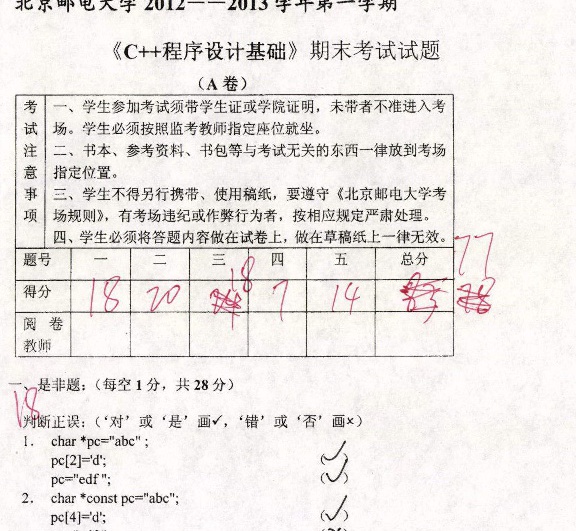 北京邮电大学 2012——2013 学年第一学期
《C++程序设计基础》期末考试试题
(A 卷)
考试注意事项
一、学生参加考试须带学生证或学院证明，未带者不准进入考
场。学生必须按照监考教师指定座位就坐。
二、书本、参考资料、书包等与考试无关的东西一律放到考场
指定位置。
三、学生不得另行携带、使用稿纸，要遵守《北京邮电大学考
场规则》，有考场违纪或作弊行为者，按相应规定严肃处理。
四、学生必须将答题内容做在试卷上，做在草稿纸上一律无效。
77
题号 一 二 三 四 五 总分
得分 18 20 18 7 14
阅 卷
教师
一、是非题：（每空 1 分，共 28 分）
18
判断正误：（‘对’或‘是’画✓，‘错’或‘否’画×）
1. char *pc="abc" ;
pc[2]='d'; (✓)
pc="edf "; (✓)
2. char *const pc="abc";
pc[4]='d'; (✓)